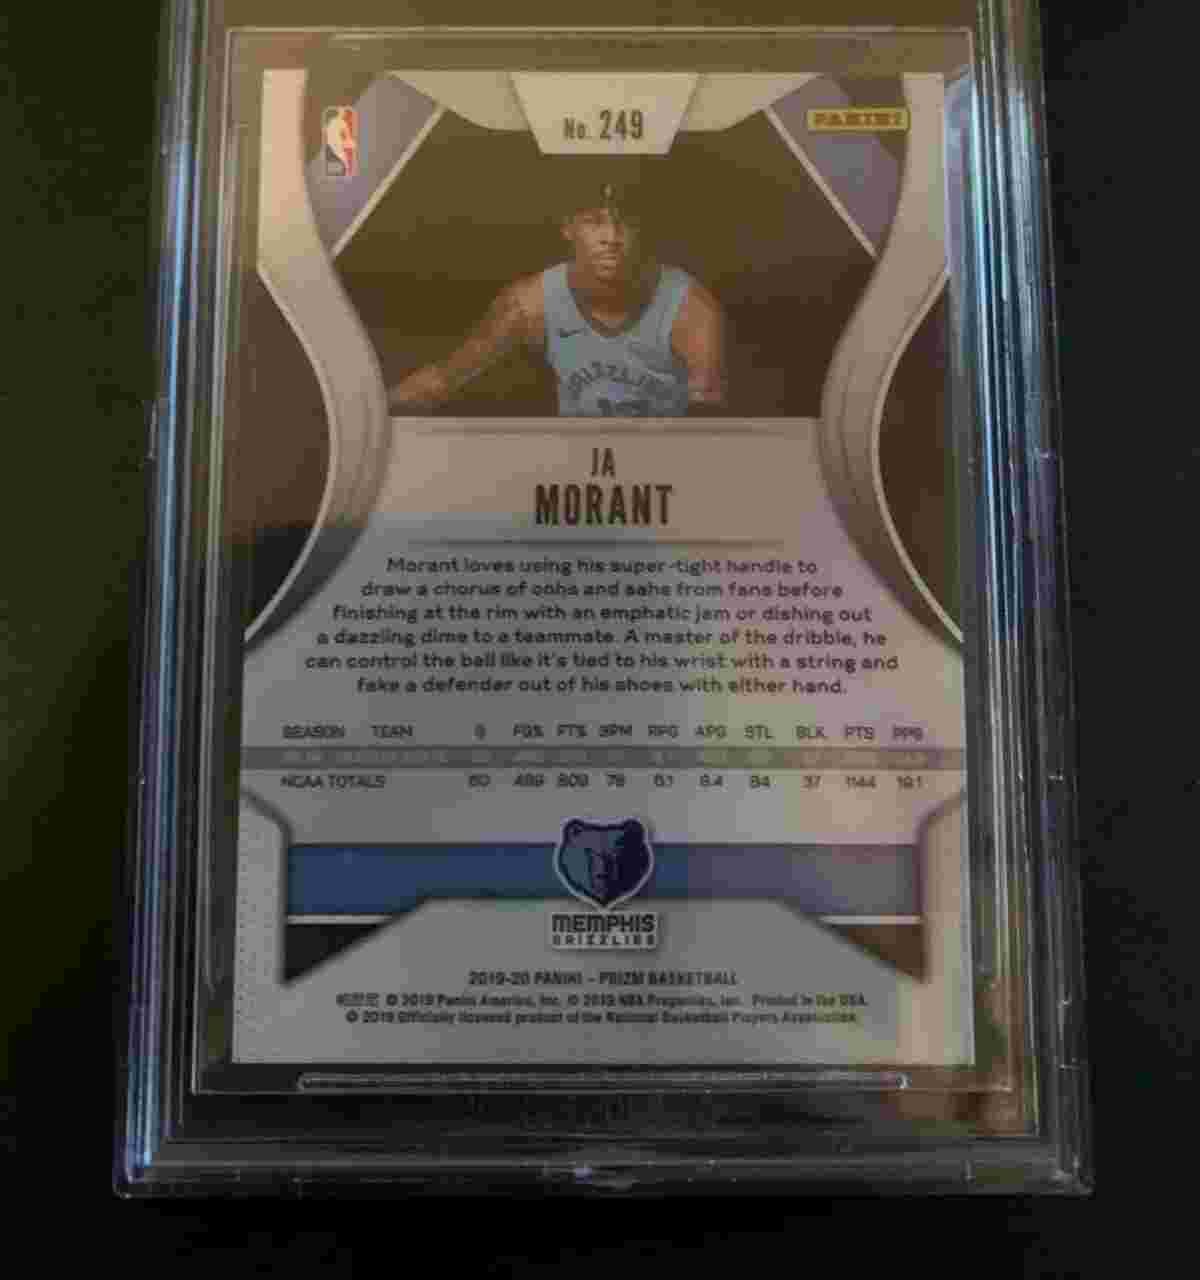 No. 249
PANINI
GRIZZLIES
JA
MORANT
Morant loves using his super-tight handle to
draw a chorus of oohs and aahs from fans before
finishing at the rim with an emphatic jam or dishing out
a dazzling dime to a teammate. A master of the dribble, he
can control the ball like it's tied to his wrist with a string and
fake a defender out of his shoes with either hand.
SEASON TEAM G FG% FT% 3PM RPG APG STL BLK PTS PPG
NCAA TOTALS 37 1144
MEMPHIS
GRIZZLIES
2019-20 PANINI – PRIZM BASKETBALL
© 2019 Panini America, Inc. © 2019 NBA Properties, Inc. Printed in the USA.
© 2019 Officially licensed product of the National Basketball Players Association.